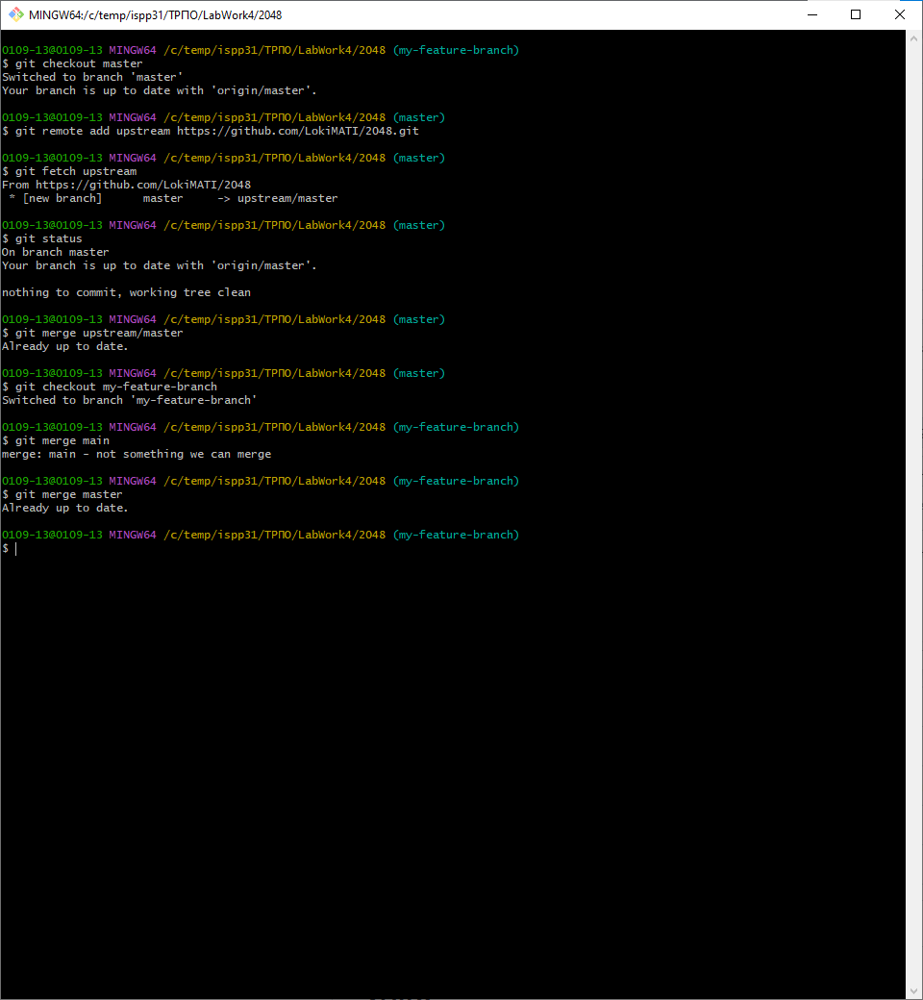 MINGW64:/c/temp/ispp31/ТРПО/LabWork4/2048
0109-13@0109-13 MINGW64 /c/temp/ispp31/ТРПО/LabWork4/2048 (my-feature-branch)
$ git checkout master
Switched to branch 'master'
Your branch is up to date with 'origin/master'.
0109-13@0109-13 MINGW64 /c/temp/ispp31/ТРПО/LabWork4/2048 (master)
$ git remote add upstream https://github.com/LokiMATI/2048.git
0109-13@0109-13 MINGW64 /c/temp/ispp31/ТРПО/LabWork4/2048 (master)
$ git fetch upstream
From https://github.com/LokiMATI/2048
 * [new branch]      master     -> upstream/master
0109-13@0109-13 MINGW64 /c/temp/ispp31/ТРПО/LabWork4/2048 (master)
$ git status
On branch master
Your branch is up to date with 'origin/master'.
nothing to commit, working tree clean
0109-13@0109-13 MINGW64 /c/temp/ispp31/ТРПО/LabWork4/2048 (master)
$ git merge upstream/master
Already up to date.
0109-13@0109-13 MINGW64 /c/temp/ispp31/ТРПО/LabWork4/2048 (master)
$ git checkout my-feature-branch
Switched to branch 'my-feature-branch'
0109-13@0109-13 MINGW64 /c/temp/ispp31/ТРПО/LabWork4/2048 (my-feature-branch)
$ git merge main
merge: main - not something we can merge
0109-13@0109-13 MINGW64 /c/temp/ispp31/ТРПО/LabWork4/2048 (my-feature-branch)
$ git merge master
Already up to date.
0109-13@0109-13 MINGW64 /c/temp/ispp31/ТРПО/LabWork4/2048 (my-feature-branch)
$